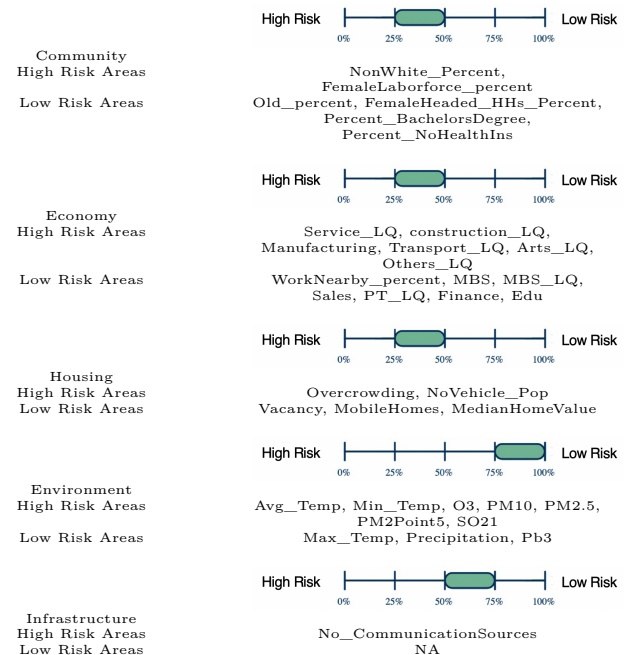 High Risk Low Risk
0% 25% 50% 75% 100%
Community
High Risk Areas NonWhite_Percent,
FemaleLaborforce_percent
Low Risk Areas Old_percent, FemaleHeaded_HHs_Percent,
Percent_BachelorsDegree,
Percent_NoHealthIns
High Risk Low Risk
0% 25% 50% 75% 100%
Economy
High Risk Areas Service_LQ, construction_LQ,
Manufacturing, Transport_LQ, Arts_LQ,
Others_LQ
Low Risk Areas WorkNearby_percent, MBS, MBS_LQ,
Sales, PT_LQ, Finance, Edu
High Risk Low Risk
0% 25% 50% 75% 100%
Housing
High Risk Areas Overcrowding, NoVehicle_Pop
Low Risk Areas Vacancy, MobileHomes, MedianHomeValue
High Risk Low Risk
0% 25% 50% 75% 100%
Environment
High Risk Areas Avg_Temp, Min_Temp, O3, PM10, PM2.5,
PM2Point5, SO21
Low Risk Areas Max_Temp, Precipitation, Pb3
High Risk Low Risk
0% 25% 50% 75% 100%
Infrastructure
High Risk Areas No_CommunicationSources
Low Risk Areas NA